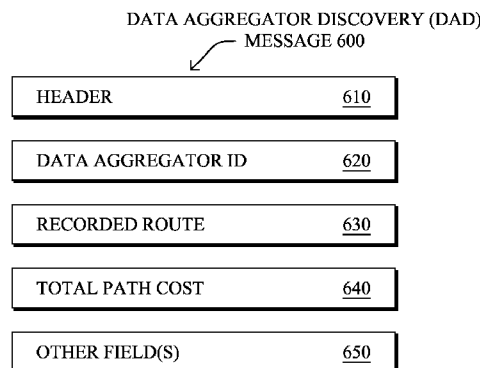 DATA AGGREGATOR DISCOVERY (DAD)
MESSAGE 600
HEADER 610
DATA AGGREGATOR ID 620
RECORDED ROUTE 630
TOTAL PATH COST 640
OTHER FIELD(S) 650